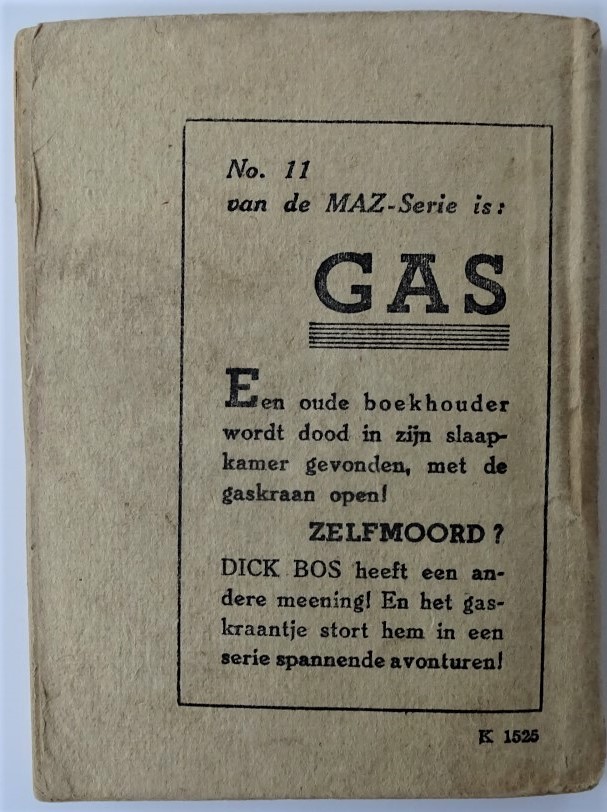 No. 11
van de MAZ-Serie is:
GAS
Een oude boekhouder
wordt dood in zijn slaap-
kamer gevonden, met de
gaskraan open!
ZELFMOORD?
DICK BOS heeft een an-
dere meening! En het gas-
kraantje stort hem in een
serie spannende avonturen!
K 1525